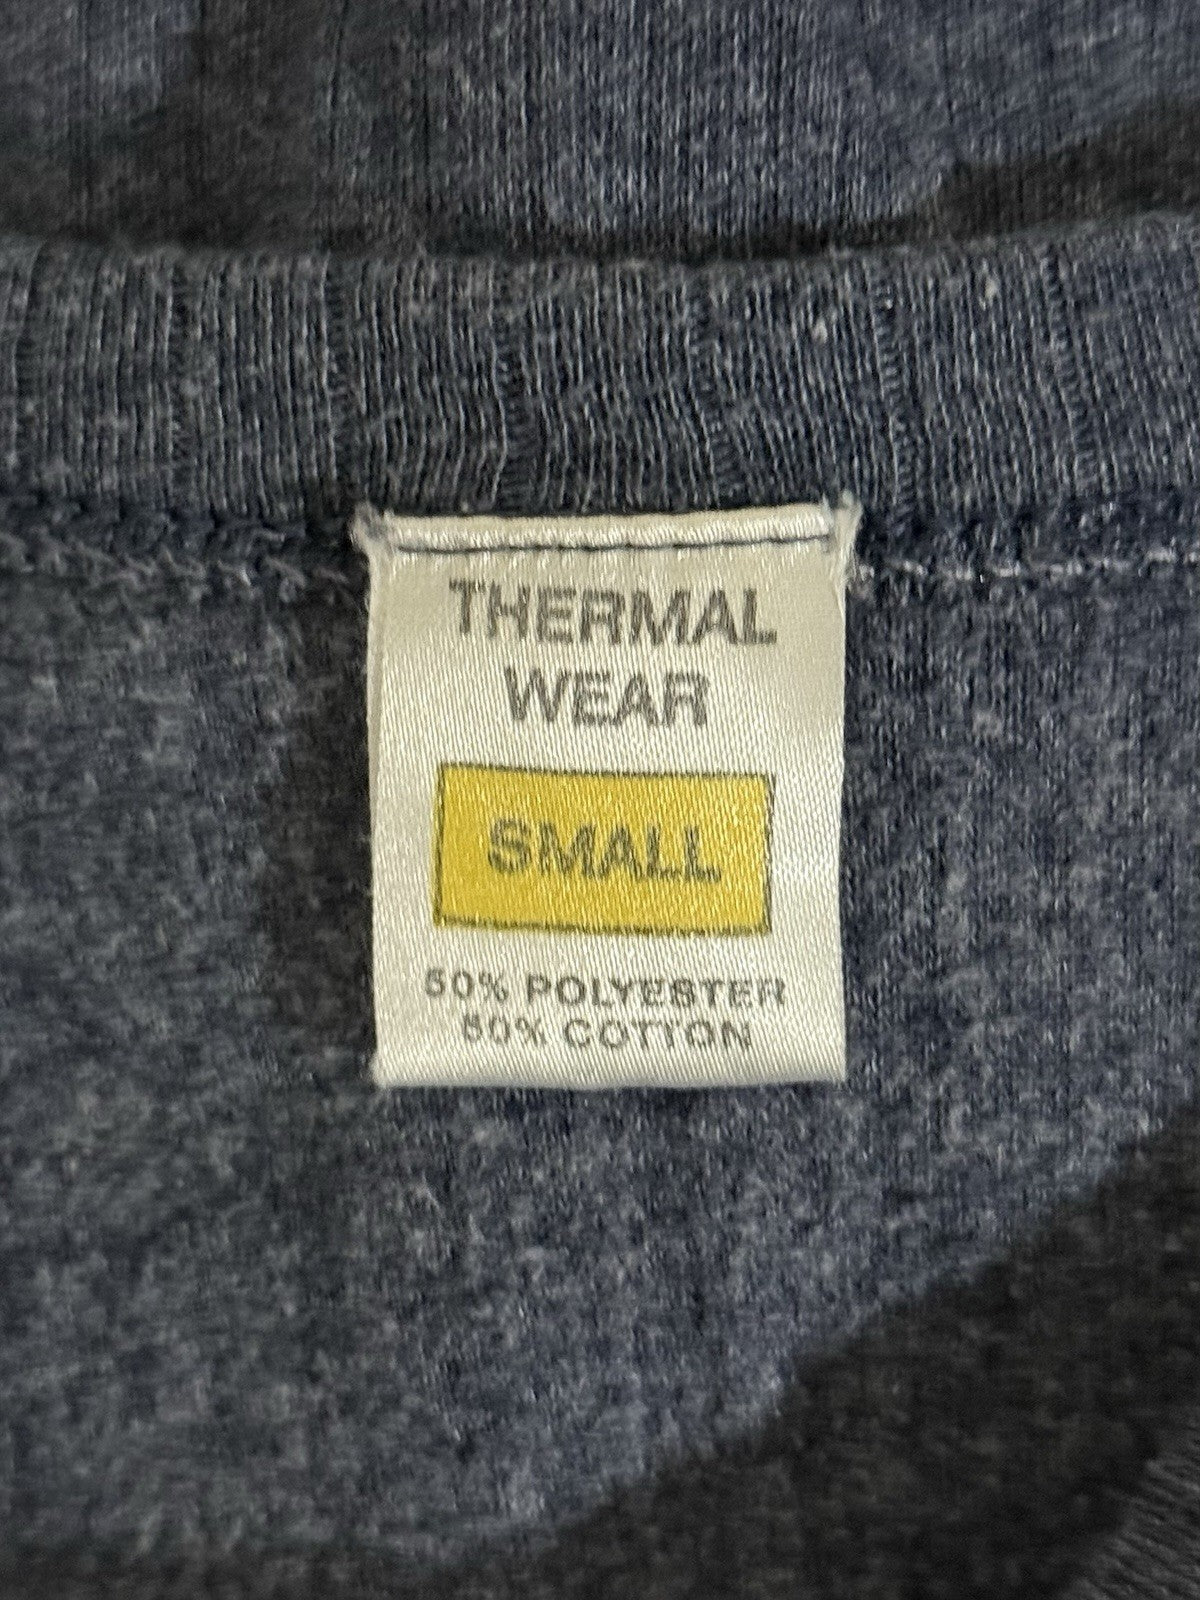 THERMAL
WEAR
SMALL
50% POLYESTER
50% COTTON